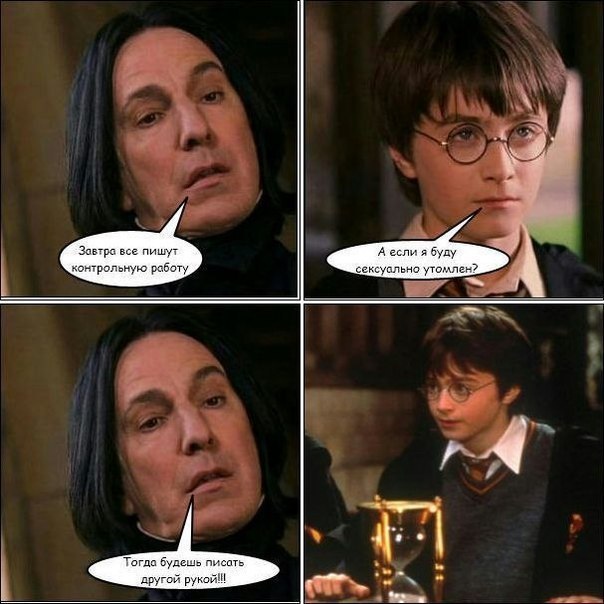 Завтра все пишут
контрольную работу
А если я буду
сексуально утомлен?
Тогда будешь писать
другой рукой!!!